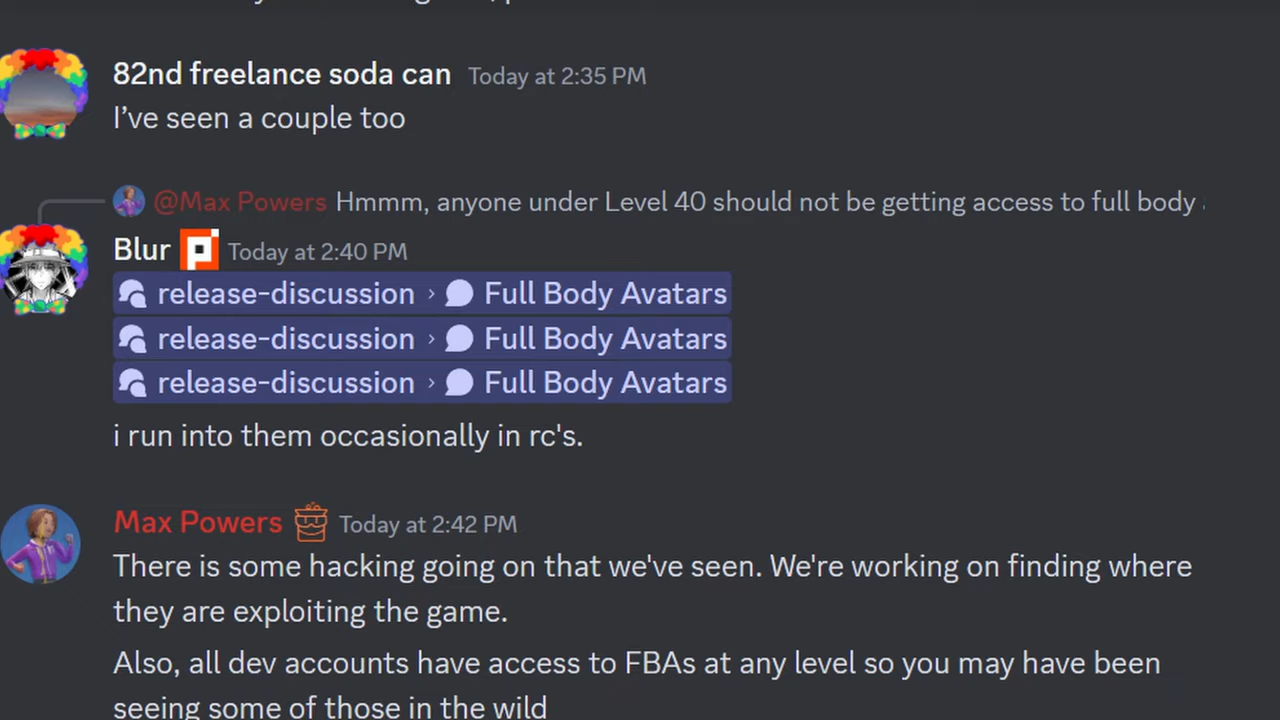 82nd freelance soda can Today at 2:35 PM
I’ve seen a couple too
@Max Powers Hmmm, anyone under Level 40 should not be getting access to full body
Blur Today at 2:40 PM
release-discussion › Full Body Avatars
release-discussion › Full Body Avatars
release-discussion › Full Body Avatars
i run into them occasionally in rc's.
Max Powers Today at 2:42 PM
There is some hacking going on that we've seen. We're working on finding where
they are exploiting the game.
Also, all dev accounts have access to FBAs at any level so you may have been
seeing some of those in the wild